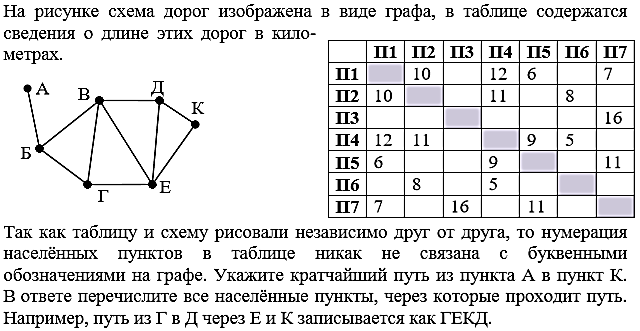 На рисунке схема дорог изображена в виде графа, в таблице содержатся
сведения о длине этих дорог в кило-
метрах.
А
Б
В
Г
Д
Е
К
П1 П2 П3 П4 П5 П6 П7
П1 10 12 6 7
П2 10 11 8
П3 16
П4 12 11 9 5
П5 6 9 11
П6 8 5
П7 7 16 11
Так как таблицу и схему рисовали независимо друг от друга, то нумерация
населённых пунктов в таблице никак не связана с буквенными
обозначениями на графе. Укажите кратчайший путь из пункта А в пункт К.
В ответе перечислите все населённые пункты, через которые проходит путь.
Например, путь из Г в Д через Е и К записывается как ГЕКД.